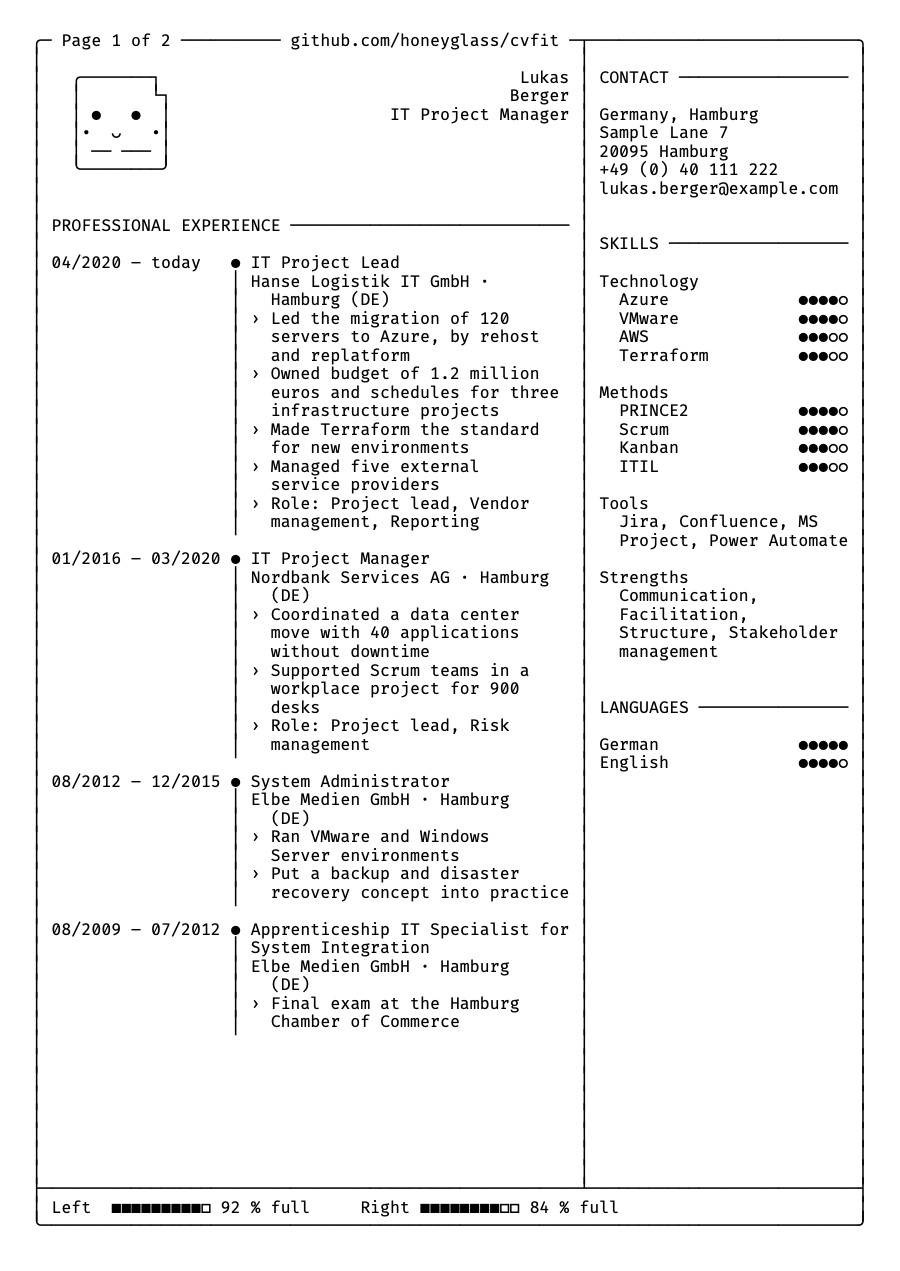 Page 1 of 2
github.com/honeyglass/cvfit
Lukas
Berger
IT Project Manager
PROFESSIONAL EXPERIENCE
04/2020 – today ● IT Project Lead
Hanse Logistik IT GmbH ·
Hamburg (DE)
› Led the migration of 120
servers to Azure, by rehost
and replatform
› Owned budget of 1.2 million
euros and schedules for three
infrastructure projects
› Made Terraform the standard
for new environments
› Managed five external
service providers
› Role: Project lead, Vendor
management, Reporting
01/2016 – 03/2020 ● IT Project Manager
Nordbank Services AG · Hamburg
(DE)
› Coordinated a data center
move with 40 applications
without downtime
› Supported Scrum teams in a
workplace project for 900
desks
› Role: Project lead, Risk
management
08/2012 – 12/2015 ● System Administrator
Elbe Medien GmbH · Hamburg
(DE)
› Ran VMware and Windows
Server environments
› Put a backup and disaster
recovery concept into practice
08/2009 – 07/2012 ● Apprenticeship IT Specialist for
System Integration
Elbe Medien GmbH · Hamburg
(DE)
› Final exam at the Hamburg
Chamber of Commerce
CONTACT
Germany, Hamburg
Sample Lane 7
20095 Hamburg
+49 (0) 40 111 222
lukas.berger@example.com
SKILLS
Technology
Azure ●●●●○
VMware ●●●●○
AWS ●●●○○
Terraform ●●●○○
Methods
PRINCE2 ●●●●○
Scrum ●●●●○
Kanban ●●●○○
ITIL ●●●○○
Tools
Jira, Confluence, MS
Project, Power Automate
Strengths
Communication,
Facilitation,
Structure, Stakeholder
management
LANGUAGES
German ●●●●●
English ●●●●○
Left ■■■■■■■■■□ 92 % full Right ■■■■■■■■□□ 84 % full